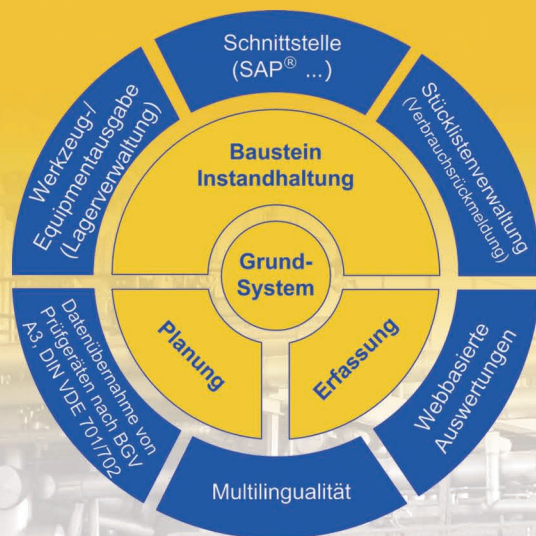 Schnittstelle
(SAP® ...)
Stücklistenverwaltung
(Verbrauchsrückmeldung)
Webbasierte
Auswertungen
Multilingualität
Datenübernahme von
Prüfgeräten nach BGV
A3, DIN VDE 701/702
Werkzeug-/
Equipmentausgabe
(Lagerverwaltung)
Baustein
Instandhaltung
Grund-
System
Planung
Erfassung